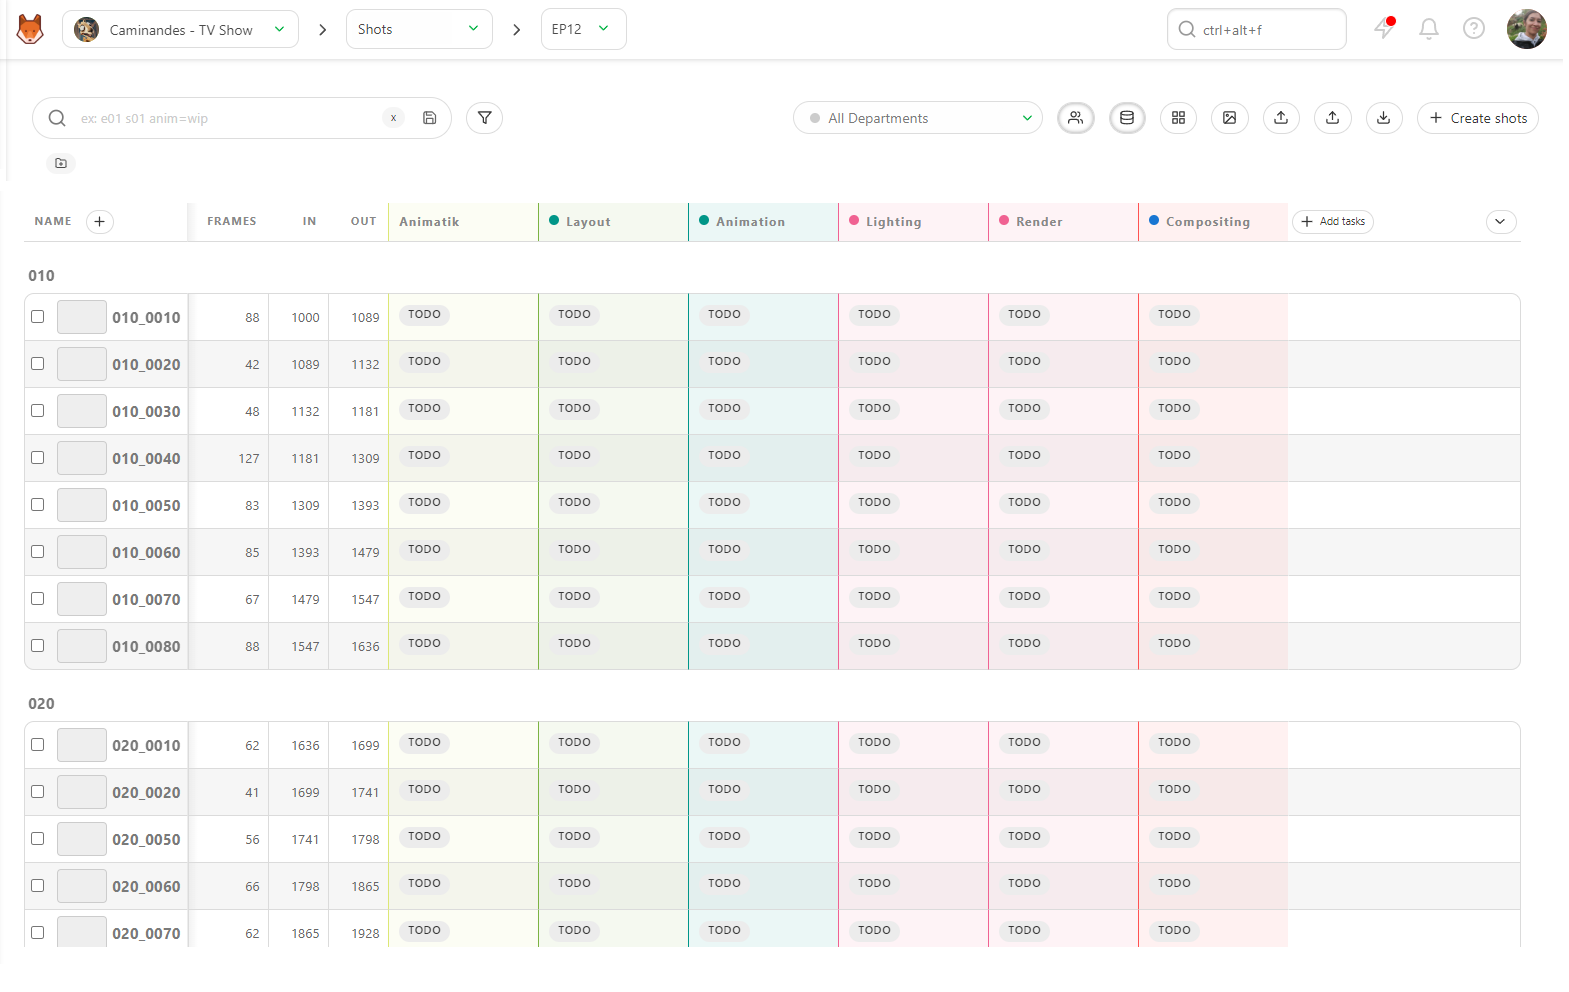 Caminandes - TV Show > Shots > EP12 ctrl+alt+f ?
ex: e01 s01 anim=wip x All Departments + Create shots
NAME + FRAMES IN OUT Animatik Layout Animation Lighting Render Compositing + Add tasks
010
010_0010 88 1000 1089 TODO TODO TODO TODO TODO TODO
010_0020 42 1089 1132 TODO TODO TODO TODO TODO TODO
010_0030 48 1132 1181 TODO TODO TODO TODO TODO TODO
010_0040 127 1181 1309 TODO TODO TODO TODO TODO TODO
010_0050 83 1309 1393 TODO TODO TODO TODO TODO TODO
010_0060 85 1393 1479 TODO TODO TODO TODO TODO TODO
010_0070 67 1479 1547 TODO TODO TODO TODO TODO TODO
010_0080 88 1547 1636 TODO TODO TODO TODO TODO TODO
020
020_0010 62 1636 1699 TODO TODO TODO TODO TODO TODO
020_0020 41 1699 1741 TODO TODO TODO TODO TODO TODO
020_0050 56 1741 1798 TODO TODO TODO TODO TODO TODO
020_0060 66 1798 1865 TODO TODO TODO TODO TODO TODO
020_0070 62 1865 1928 TODO TODO TODO TODO TODO TODO